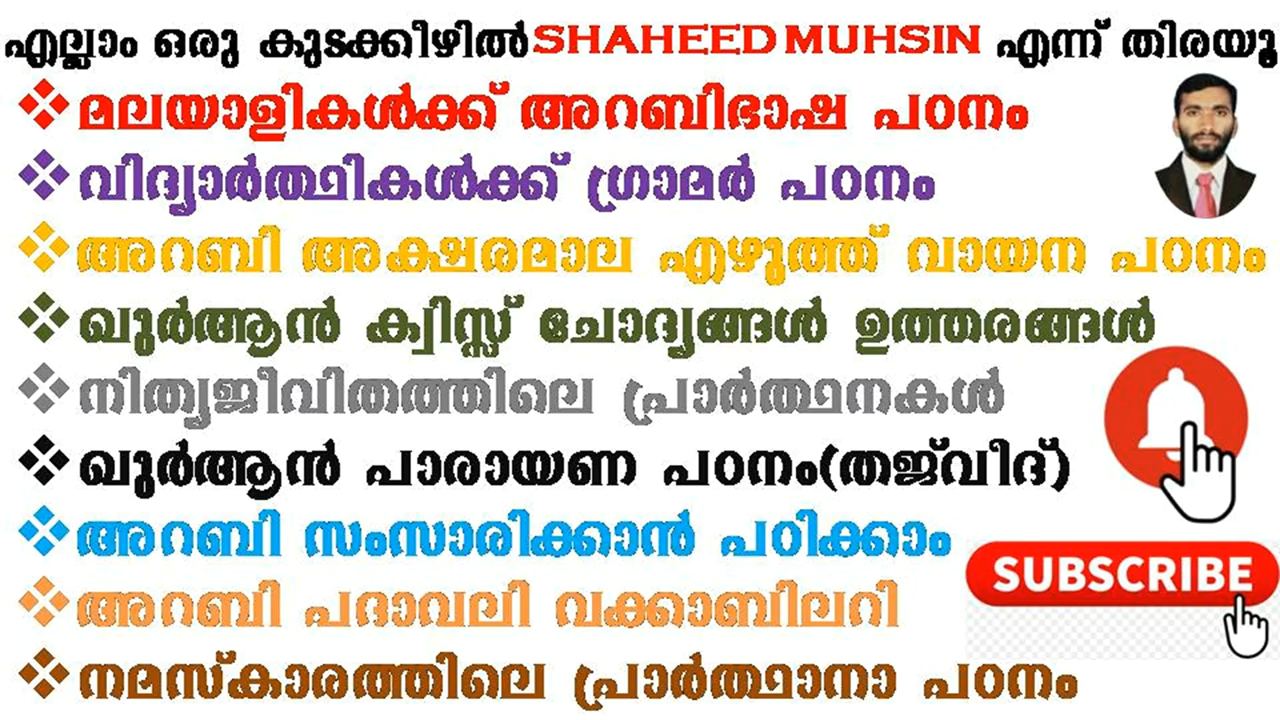 എല്ലാം ഒരു കുടക്കീഴിൽ SHAHEED MUHSIN എന്ന് തിരയൂ
❖മലയാളികൾക്ക് അറബിഭാഷ പഠനം
❖വിദ്യാർത്ഥികൾക്ക് ഗ്രാമർ പഠനം
❖അറബി അക്ഷരമാല എഴുത്ത് വായന പഠനം
❖ഖുർആൻ ക്വിസ്സ് ചോദ്യങ്ങൾ ഉത്തരങ്ങൾ
❖നിത്യജീവിതത്തിലെ പ്രാർത്ഥനകൾ
❖ഖുർആൻ പാരായണ പഠനം(തജ്‌വീദ്)
❖അറബി സംസാരിക്കാൻ പഠിക്കാം
SUBSCRIBE
❖അറബി പദാവലി വക്കാബിലറി
❖നമസ്കാരത്തിലെ പ്രാർത്ഥാനാ പഠനം